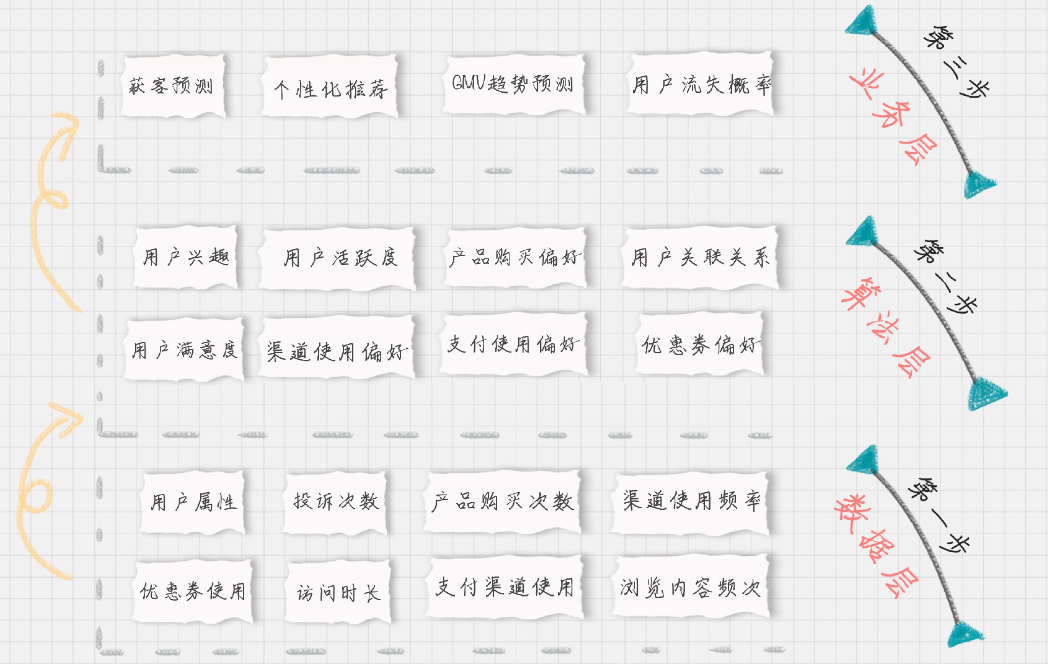 获客预测
个性化推荐
GMV趋势预测
用户流失概率
第三步
业务层
用户兴趣
用户活跃度
产品购买偏好
用户关联关系
用户满意度
渠道使用偏好
支付使用偏好
优惠券偏好
第二步
算法层
用户属性
投诉次数
产品购买次数
渠道使用频率
优惠券使用
访问时长
支付渠道使用
浏览内容频次
第一步
数据层